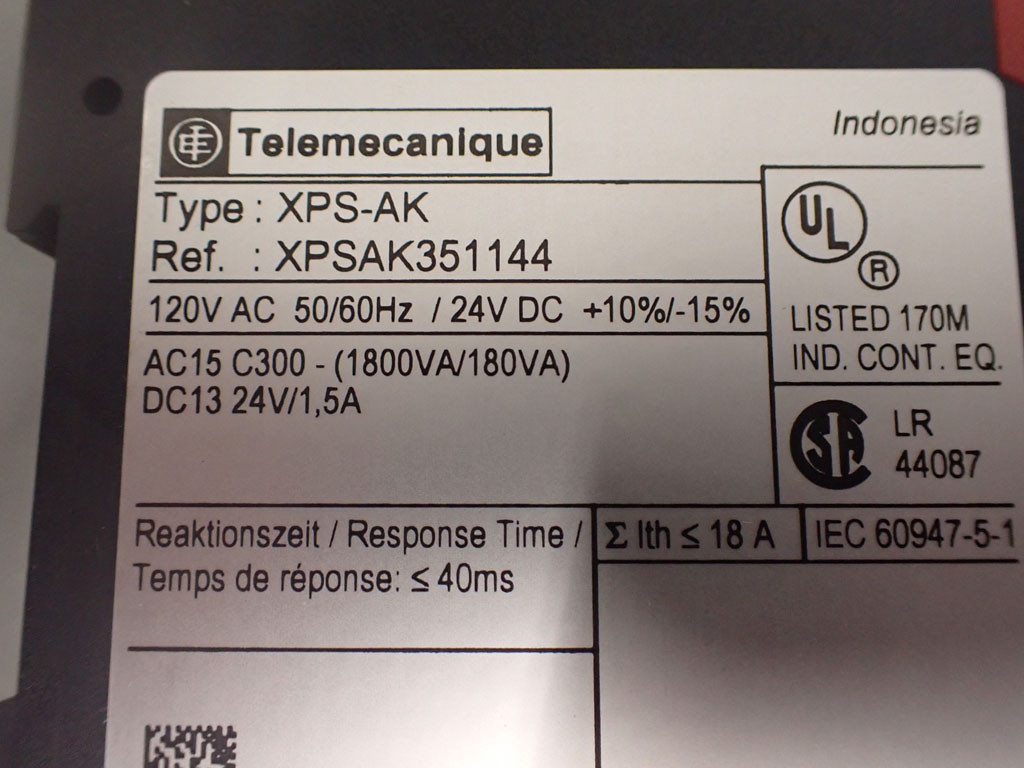 Telemecanique
Indonesia
Type : XPS-AK
Ref. : XPSAK351144
120V AC 50/60Hz / 24V DC +10%/-15%
AC15 C300 - (1800VA/180VA)
DC13 24V/1,5A
UL
®
LISTED 170M
IND. CONT. EQ.
CSA
LR
44087
Reaktionszeit / Response Time /
Temps de réponse: ≤ 40ms
Σ Ith ≤ 18 A
IEC 60947-5-1